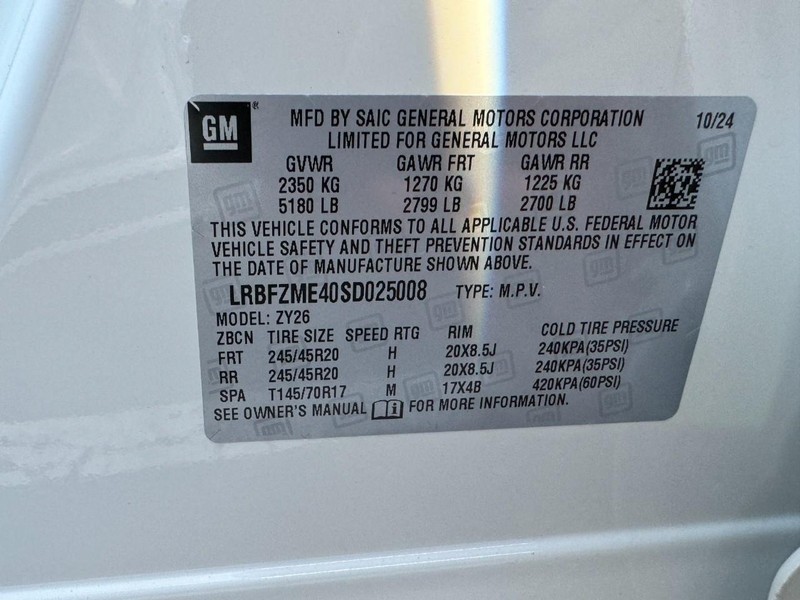 GM ® MFD BY SAIC GENERAL MOTORS CORPORATION 10/24
LIMITED FOR GENERAL MOTORS LLC
GVWR GAWR FRT GAWR RR
2350 KG 1270 KG 1225 KG
5180 LB 2799 LB 2700 LB
THIS VEHICLE CONFORMS TO ALL APPLICABLE U.S. FEDERAL MOTOR
VEHICLE SAFETY AND THEFT PREVENTION STANDARDS IN EFFECT ON
THE DATE OF MANUFACTURE SHOWN ABOVE.
LRBFZME40SD025008 TYPE: M.P.V.
MODEL: ZY26
ZBCN TIRE SIZE SPEED RTG RIM COLD TIRE PRESSURE
FRT 245/45R20 H 20X8.5J 240KPA(35PSI)
RR 245/45R20 H 20X8.5J 240KPA(35PSI)
SPA T145/70R17 M 17X4B 420KPA(60PSI)
SEE OWNER'S MANUAL i FOR MORE INFORMATION.